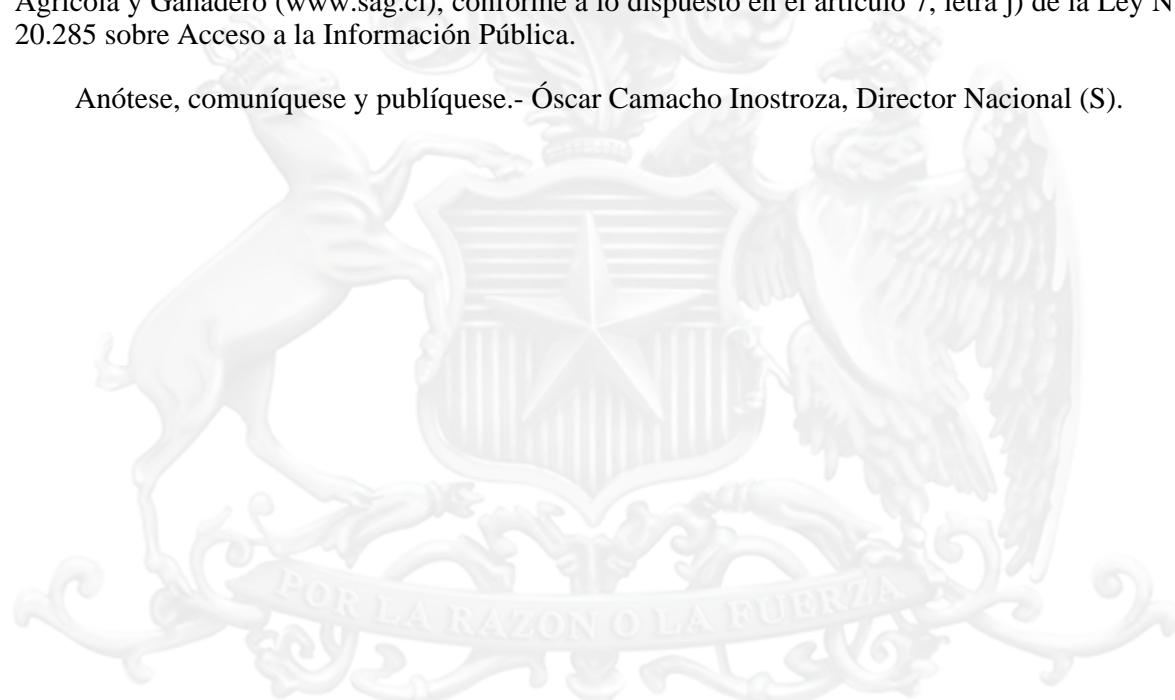 Agrícola y Ganadero (www.sag.cl), conforme a lo dispuesto en el artículo 7, letra j) de la Ley N
20.285 sobre Acceso a la Información Pública.
Anótese, comuníquese y publíquese.- Óscar Camacho Inostroza, Director Nacional (S).
POR LA RAZON O LA FUERZA